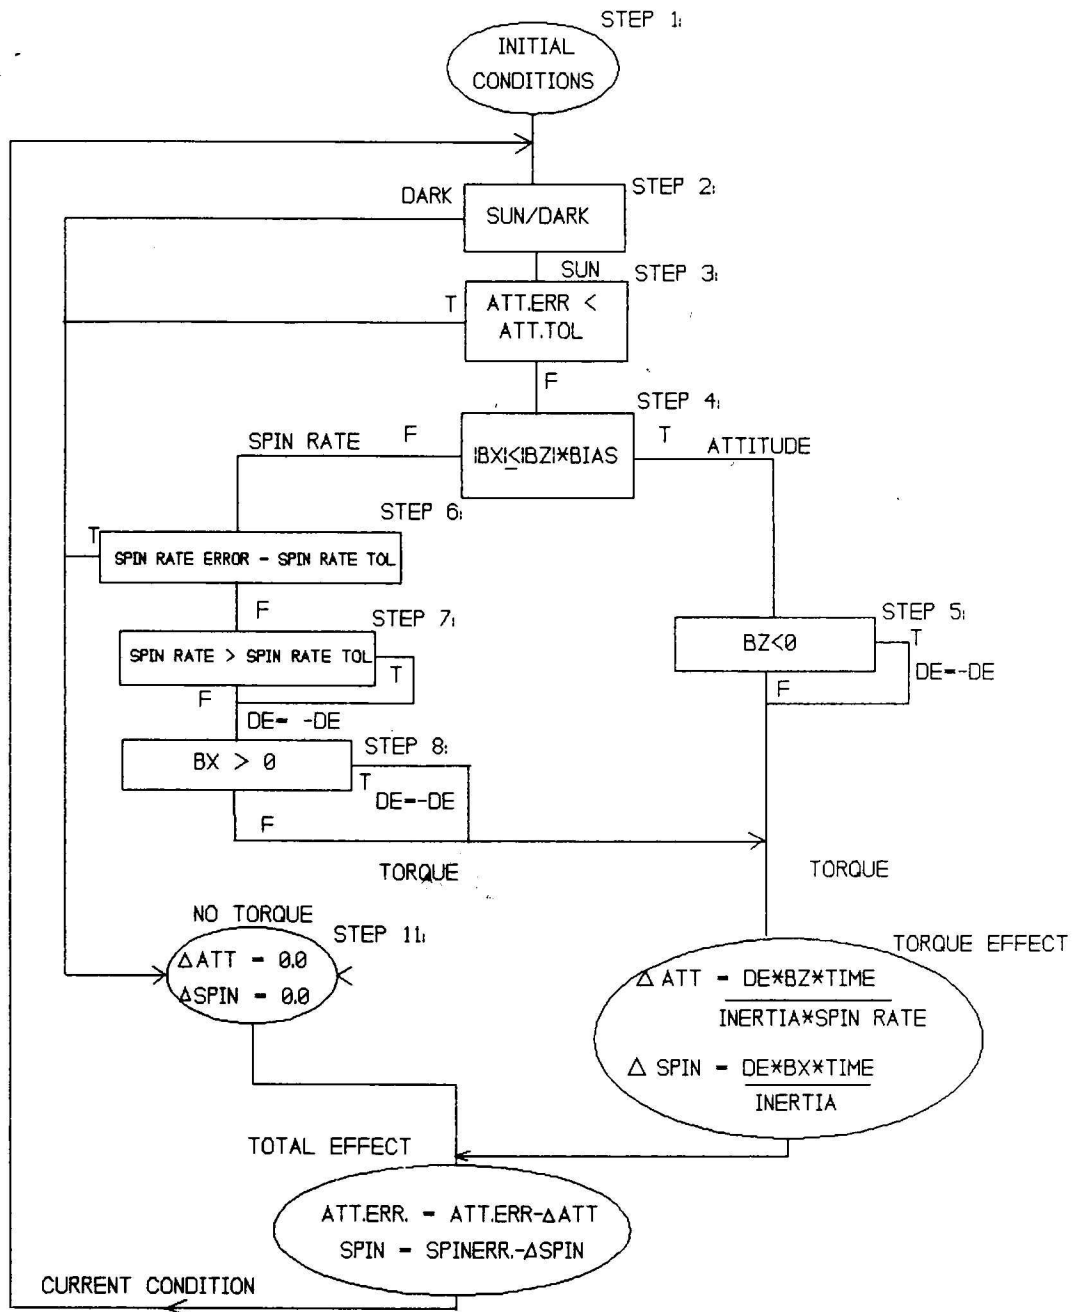 STEP 1:
INITIAL
CONDITIONS
DARK
STEP 2:
SUN/DARK
SUN
STEP 3:
T
ATT.ERR <
ATT.TOL
F
STEP 4:
SPIN RATE
F
|BX|≤|BZ|*BIAS
T
ATTITUDE
STEP 6:
T
SPIN RATE ERROR - SPIN RATE TOL
F
STEP 7:
SPIN RATE > SPIN RATE TOL
T
F
DE= -DE
STEP 5:
BZ<0
T
DE=-DE
F
STEP 8:
BX > 0
T
DE=-DE
F
TORQUE
TORQUE
NO TORQUE
STEP 11:
ΔATT = 0.0
ΔSPIN = 0.0
TORQUE EFFECT
Δ ATT = DE*BZ*TIME
INERTIA*SPIN RATE
Δ SPIN = DE*BX*TIME
INERTIA
TOTAL EFFECT
ATT.ERR. = ATT.ERR-ΔATT
SPIN = SPINERR.-ΔSPIN
CURRENT CONDITION